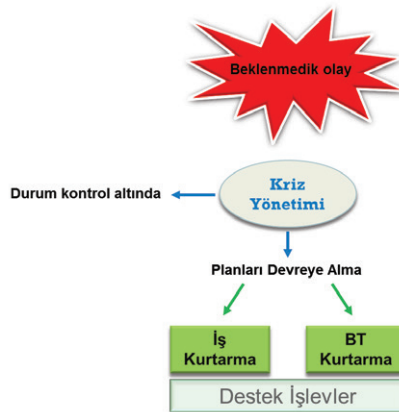 Beklenmedik olay
Kriz
Yönetimi
Durum kontrol altında
Planları Devreye Alma
İş
Kurtarma
BT
Kurtarma
Destek İşlevler